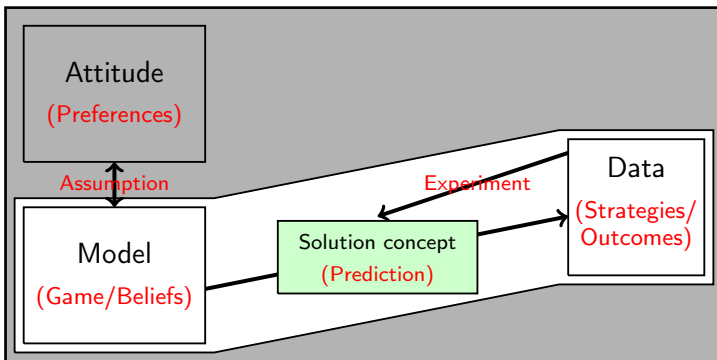 Attitude
(Preferences)
Assumption
Model
(Game/Beliefs)
Solution concept
(Prediction)
Experiment
Data
(Strategies/
Outcomes)